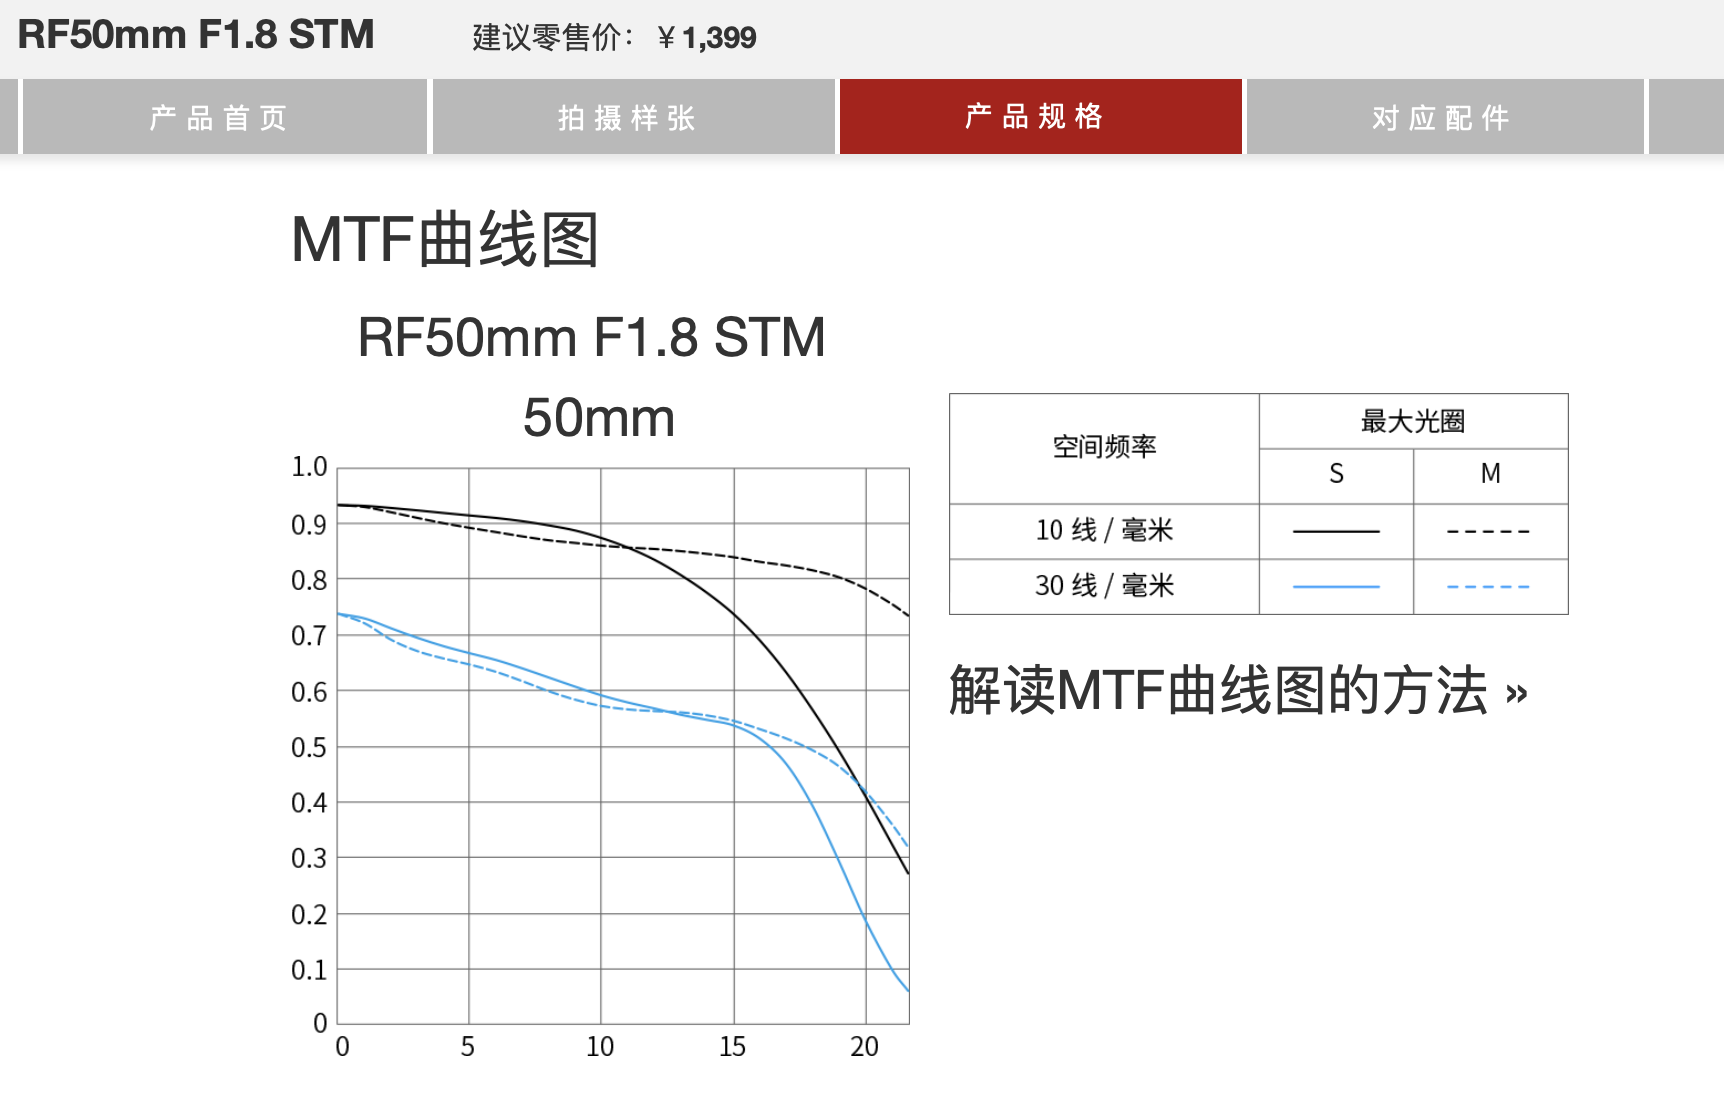 RF50mm F1.8 STM 建议零售价：￥1,399
产品首页 拍摄样张 产品规格 对应配件
MTF曲线图
RF50mm F1.8 STM
50mm
1.0
0.9
0.8
0.7
0.6
0.5
0.4
0.3
0.2
0.1
0
0 5 10 15 20
空间频率 最大光圈
S M
10 线 / 毫米
30 线 / 毫米
解读MTF曲线图的方法 »